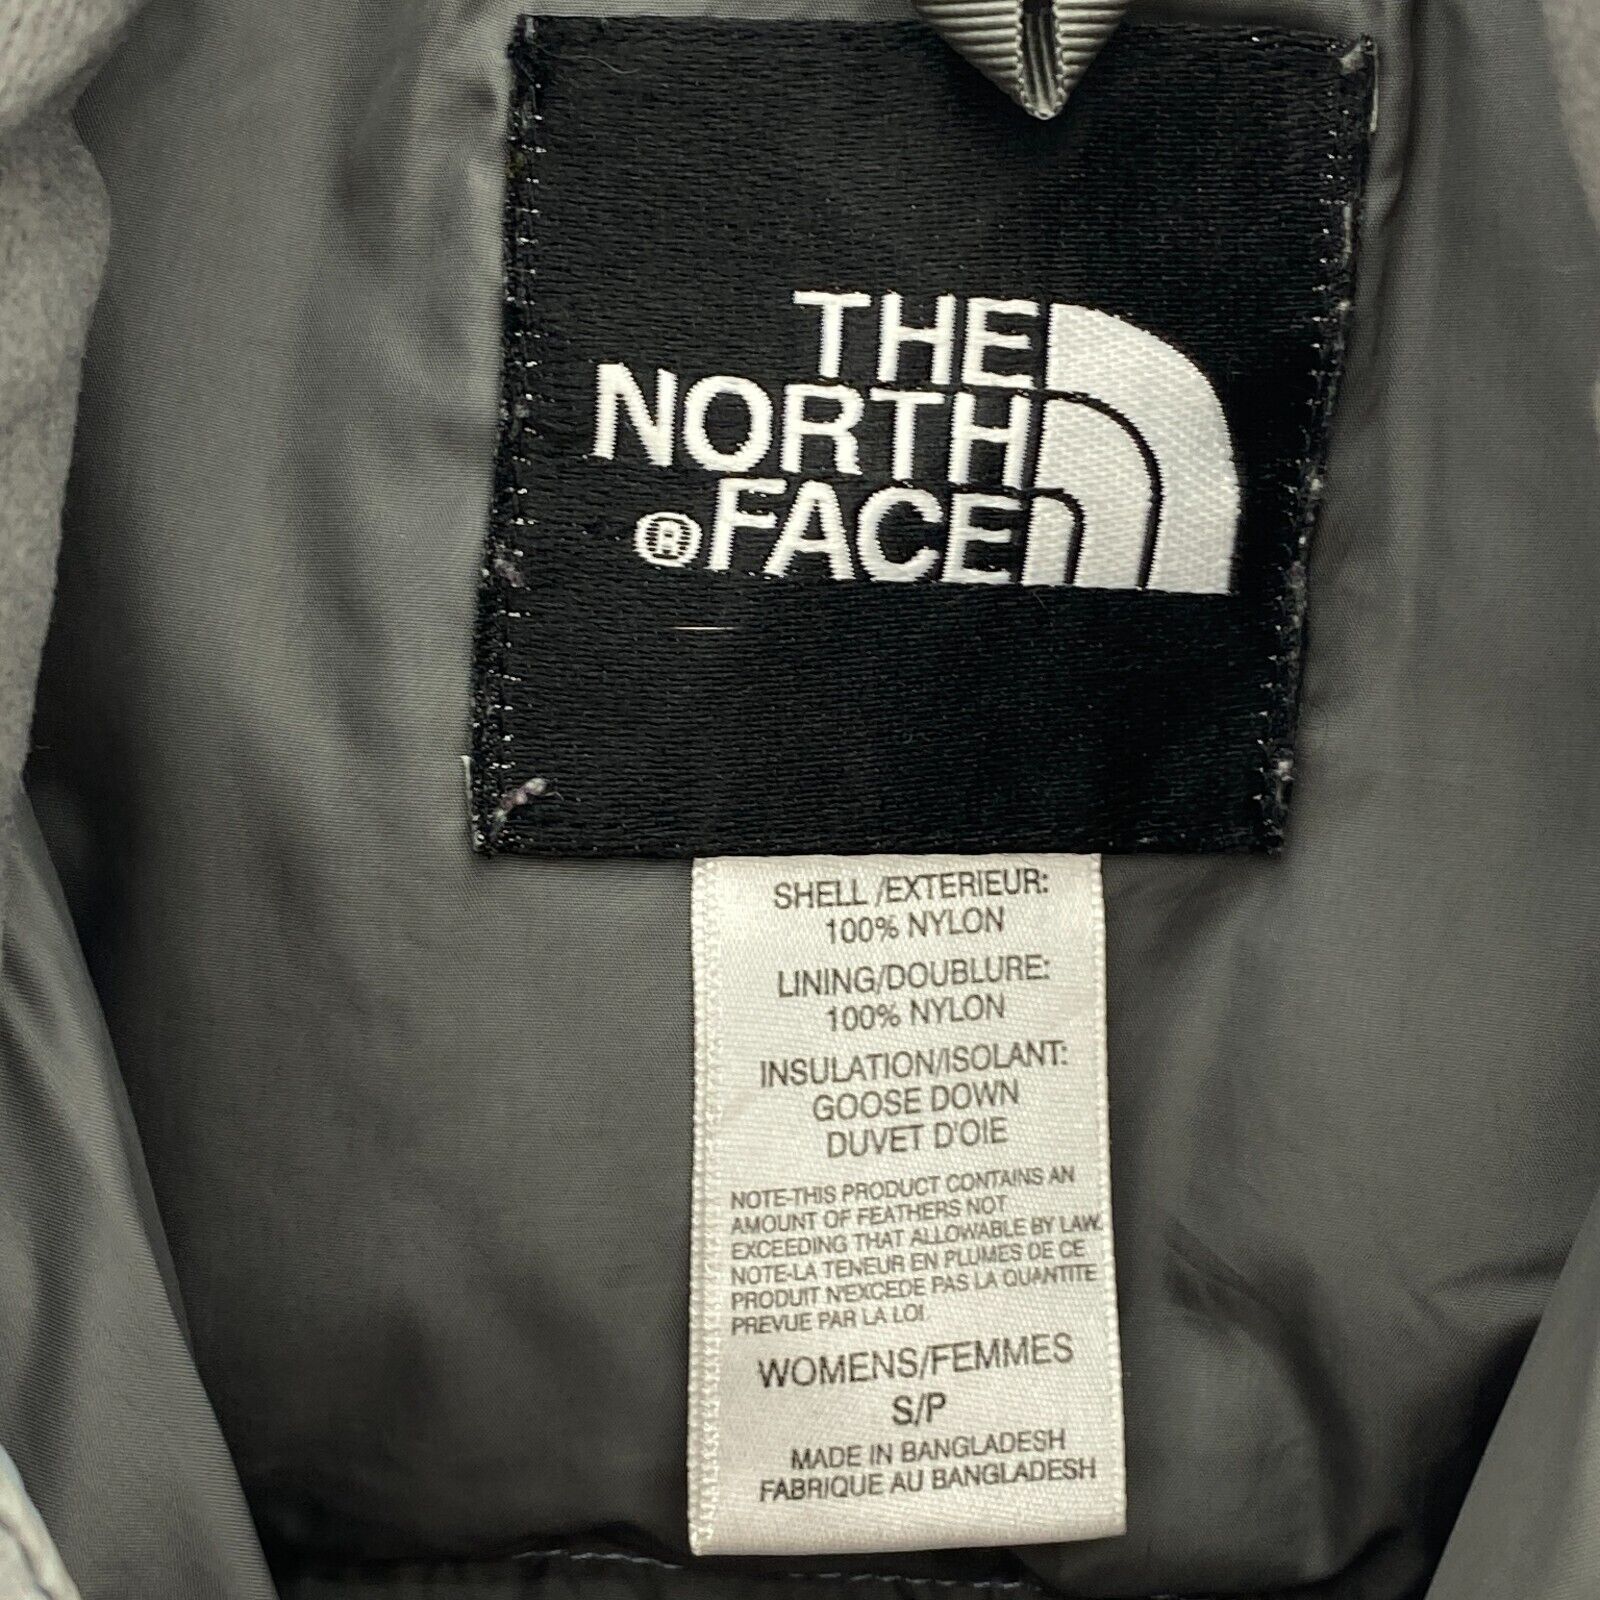 THE
NORTH
® FACE
SHELL /EXTERIEUR:
100% NYLON
LINING/DOUBLURE:
100% NYLON
INSULATION/ISOLANT:
GOOSE DOWN
DUVET D'OIE
NOTE-THIS PRODUCT CONTAINS AN
AMOUNT OF FEATHERS NOT
EXCEEDING THAT ALLOWABLE BY LAW.
NOTE-LA TENEUR EN PLUMES DE CE
PRODUIT N'EXCEDE PAS LA QUANTITE
PREVUE PAR LA LOI.
WOMENS/FEMMES
S/P
MADE IN BANGLADESH
FABRIQUE AU BANGLADESH